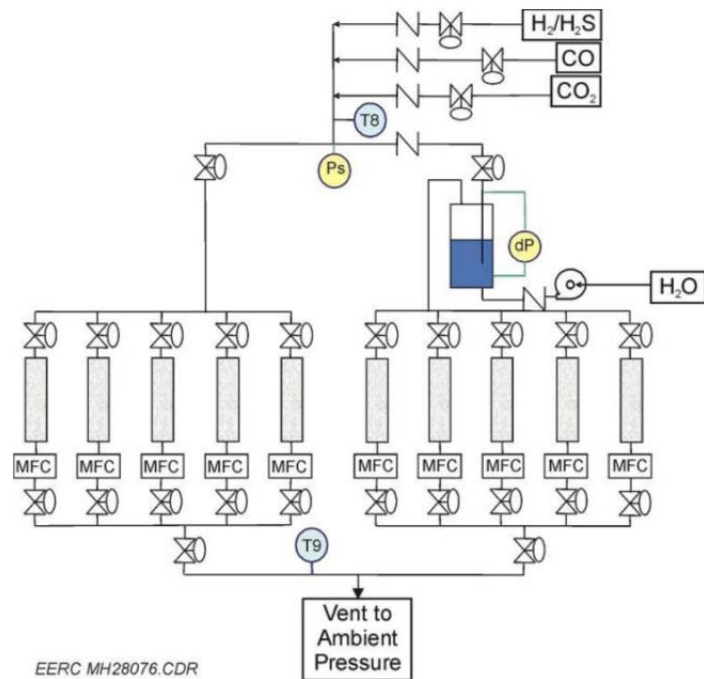 H₂/H₂S
CO
CO₂
T8
Ps
dP
H₂O
MFC MFC MFC MFC MFC MFC MFC MFC MFC MFC
T9
Vent to
Ambient
Pressure
EERC MH28076.CDR